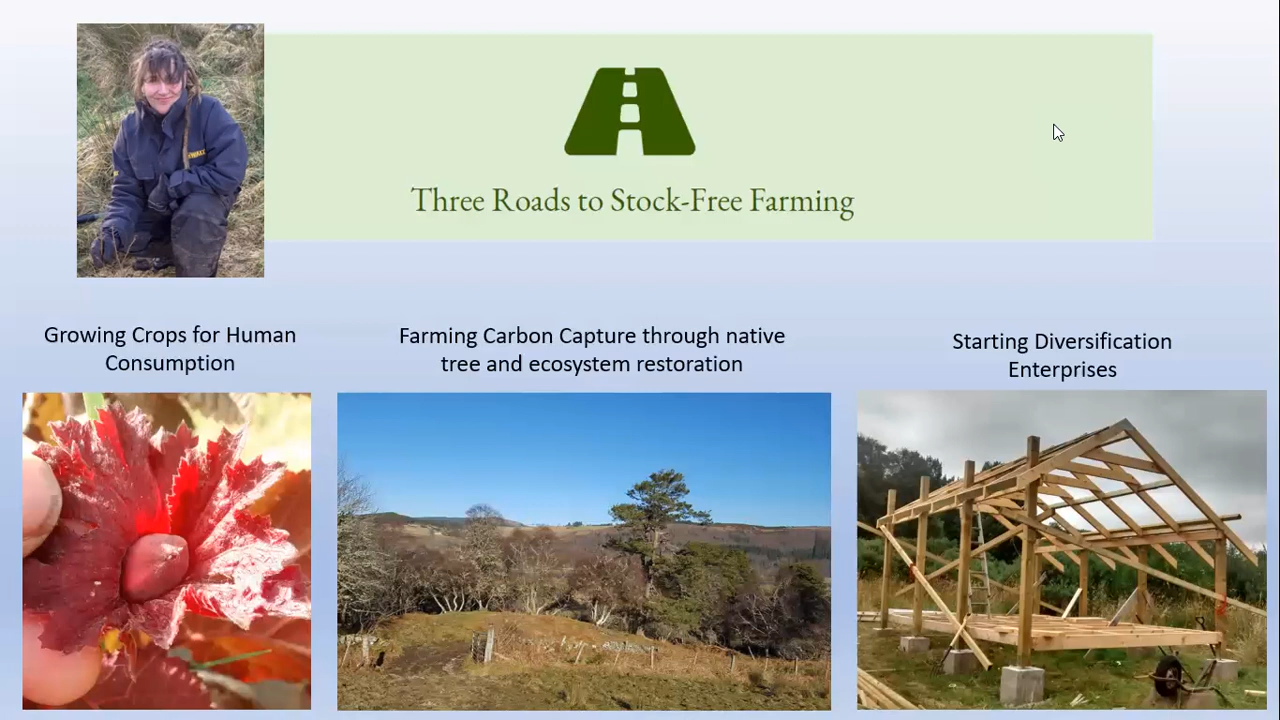 Three Roads to Stock-Free Farming
Growing Crops for Human
Consumption
Farming Carbon Capture through native
tree and ecosystem restoration
Starting Diversification
Enterprises